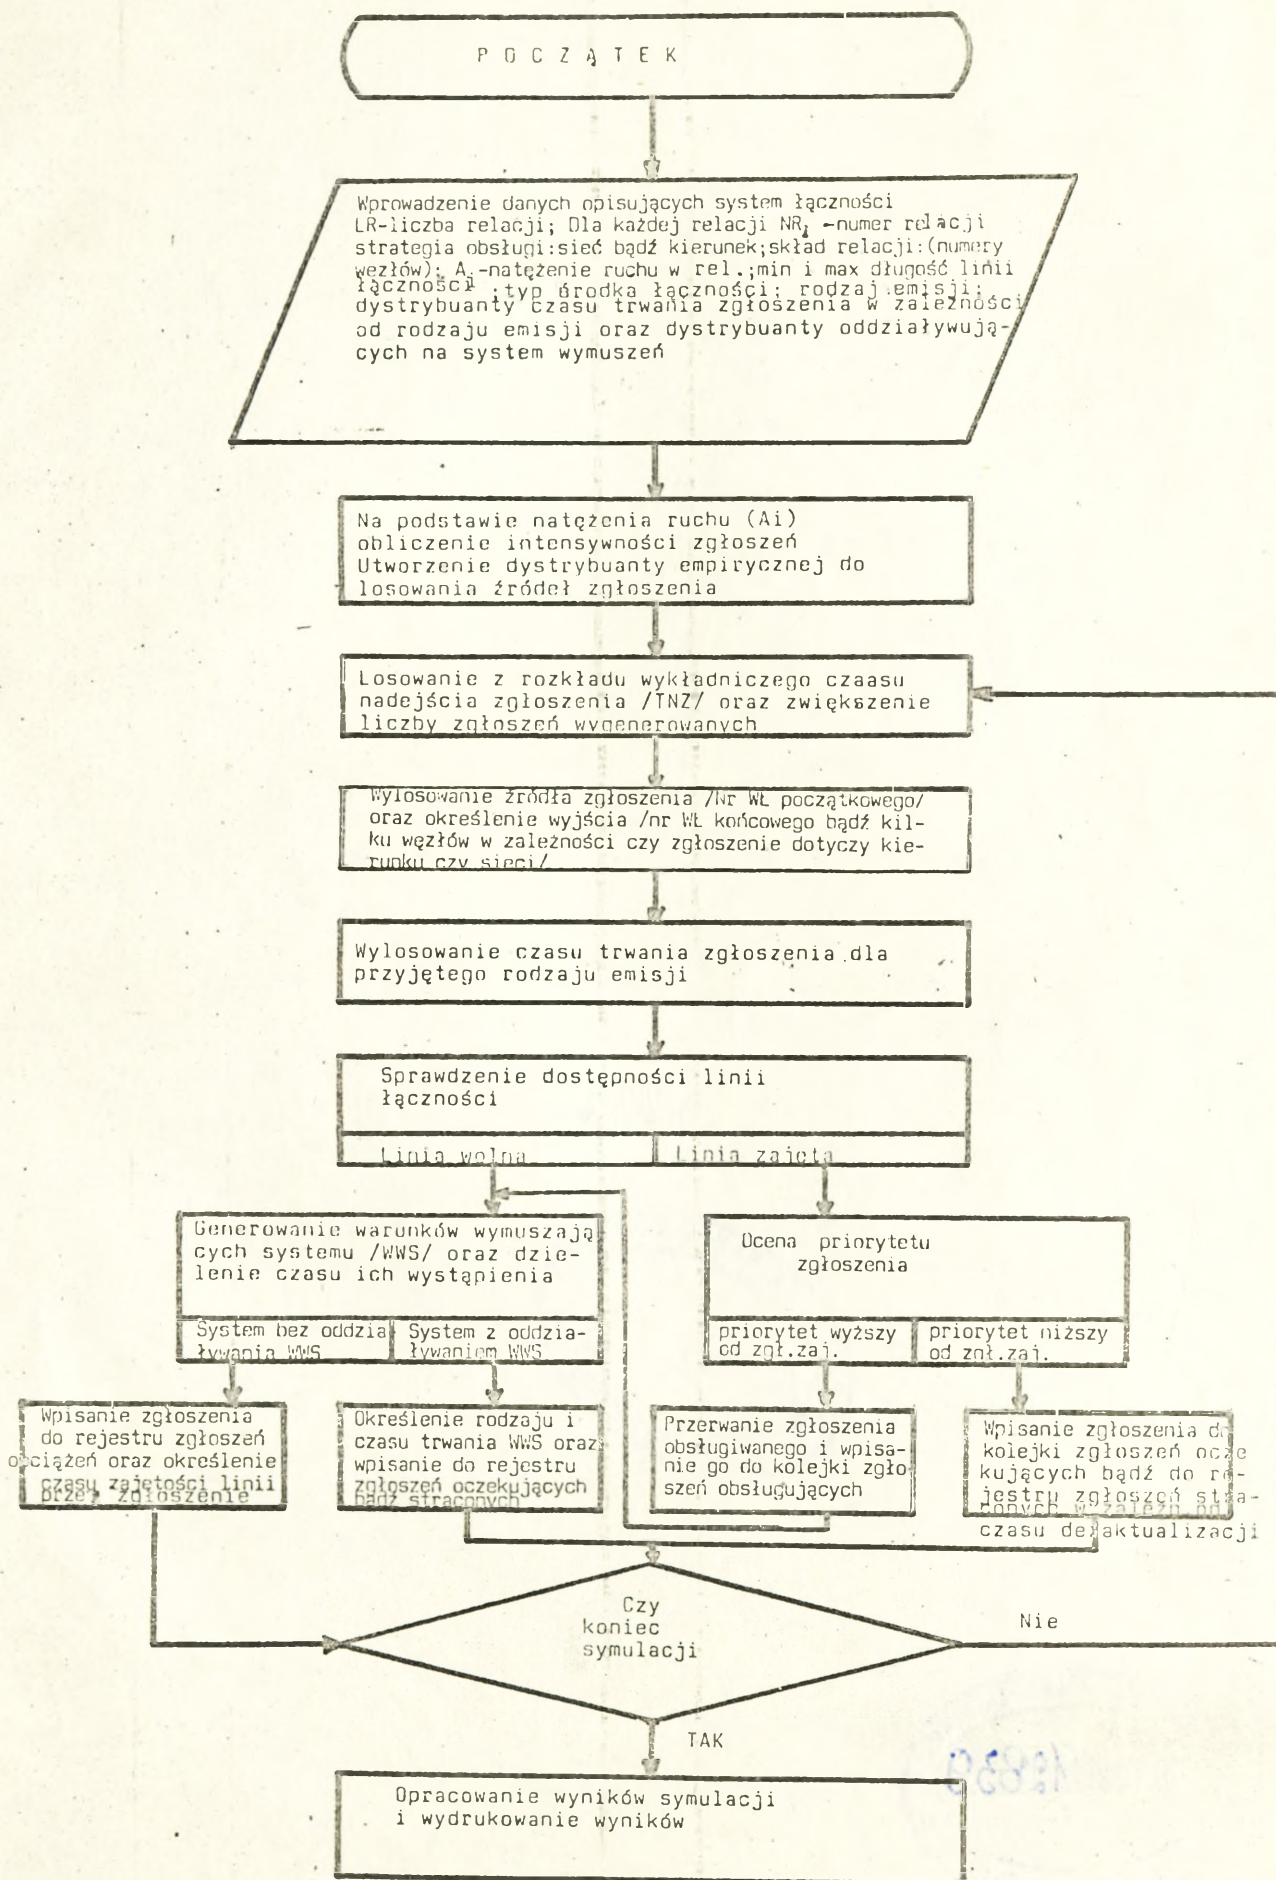 POCZĄTEK
Wprowadzenie danych opisujących system łączności
LR-liczba relacji; Dla każdej relacji NRi -numer relacji
strategia obsługi:sieć bądź kierunek;skład relacji:(numery
węzłów); Ai-natężenie ruchu w rel.;min i max długość linii
łączności ;typ środka łączności; rodzaj emisji;
dystrybuanty czasu trwania zgłoszenia w zależności
od rodzaju emisji oraz dystrybuanty oddziaływują-
cych na system wymuszeń
Na podstawie natężenia ruchu (Ai)
obliczenie intensywności zgłoszeń
Utworzenie dystrybuanty empirycznej do
losowania źródeł zgłoszenia
Losowanie z rozkładu wykładniczego czaasu
nadejścia zgłoszenia /TNZ/ oraz zwiększenie
liczby zgłoszeń wygenerowanych
Wylosowanie źródła zgłoszenia /Nr WŁ początkowego/
oraz określenie wyjścia /nr WŁ końcowego bądź kil-
ku węzłów w zależności czy zgłoszenie dotyczy kie-
runku czy sieci/
Wylosowanie czasu trwania zgłoszenia dla
przyjętego rodzaju emisji
Sprawdzenie dostępności linii
łączności
Linia wolna
Linia zajęta
Generowanie warunków wymuszają
cych systemu /WWS/ oraz dzie-
lenie czasu ich wystąpienia
System bez oddzia
ływania WWS
System z oddzia-
ływaniem WWS
Ocena priorytetu
zgłoszenia
priorytet wyższy
od zgł.zaj.
priorytet niższy
od zgł.zaj.
Wpisanie zgłoszenia
do rejestru zgłoszeń
obciążeń oraz określenie
czasu zajętości linii
przez zgłoszenie
Określenie rodzaju i
czasu trwania WWS oraz
wpisanie do rejestru
zgłoszeń oczekujących
bądź straconych
Przerwanie zgłoszenia
obsługiwanego i wpisa-
nie go do kolejki zgło
szeń obsługujących
Wpisanie zgłoszenia do
kolejki zgłoszeń ocze
kujących bądź do re-
jestru zgłoszeń stra-
conych w zależn od
czasu dezaktualizacji
Czy
koniec
symulacji
Nie
TAK
Opracowanie wyników symulacji
i wydrukowanie wyników